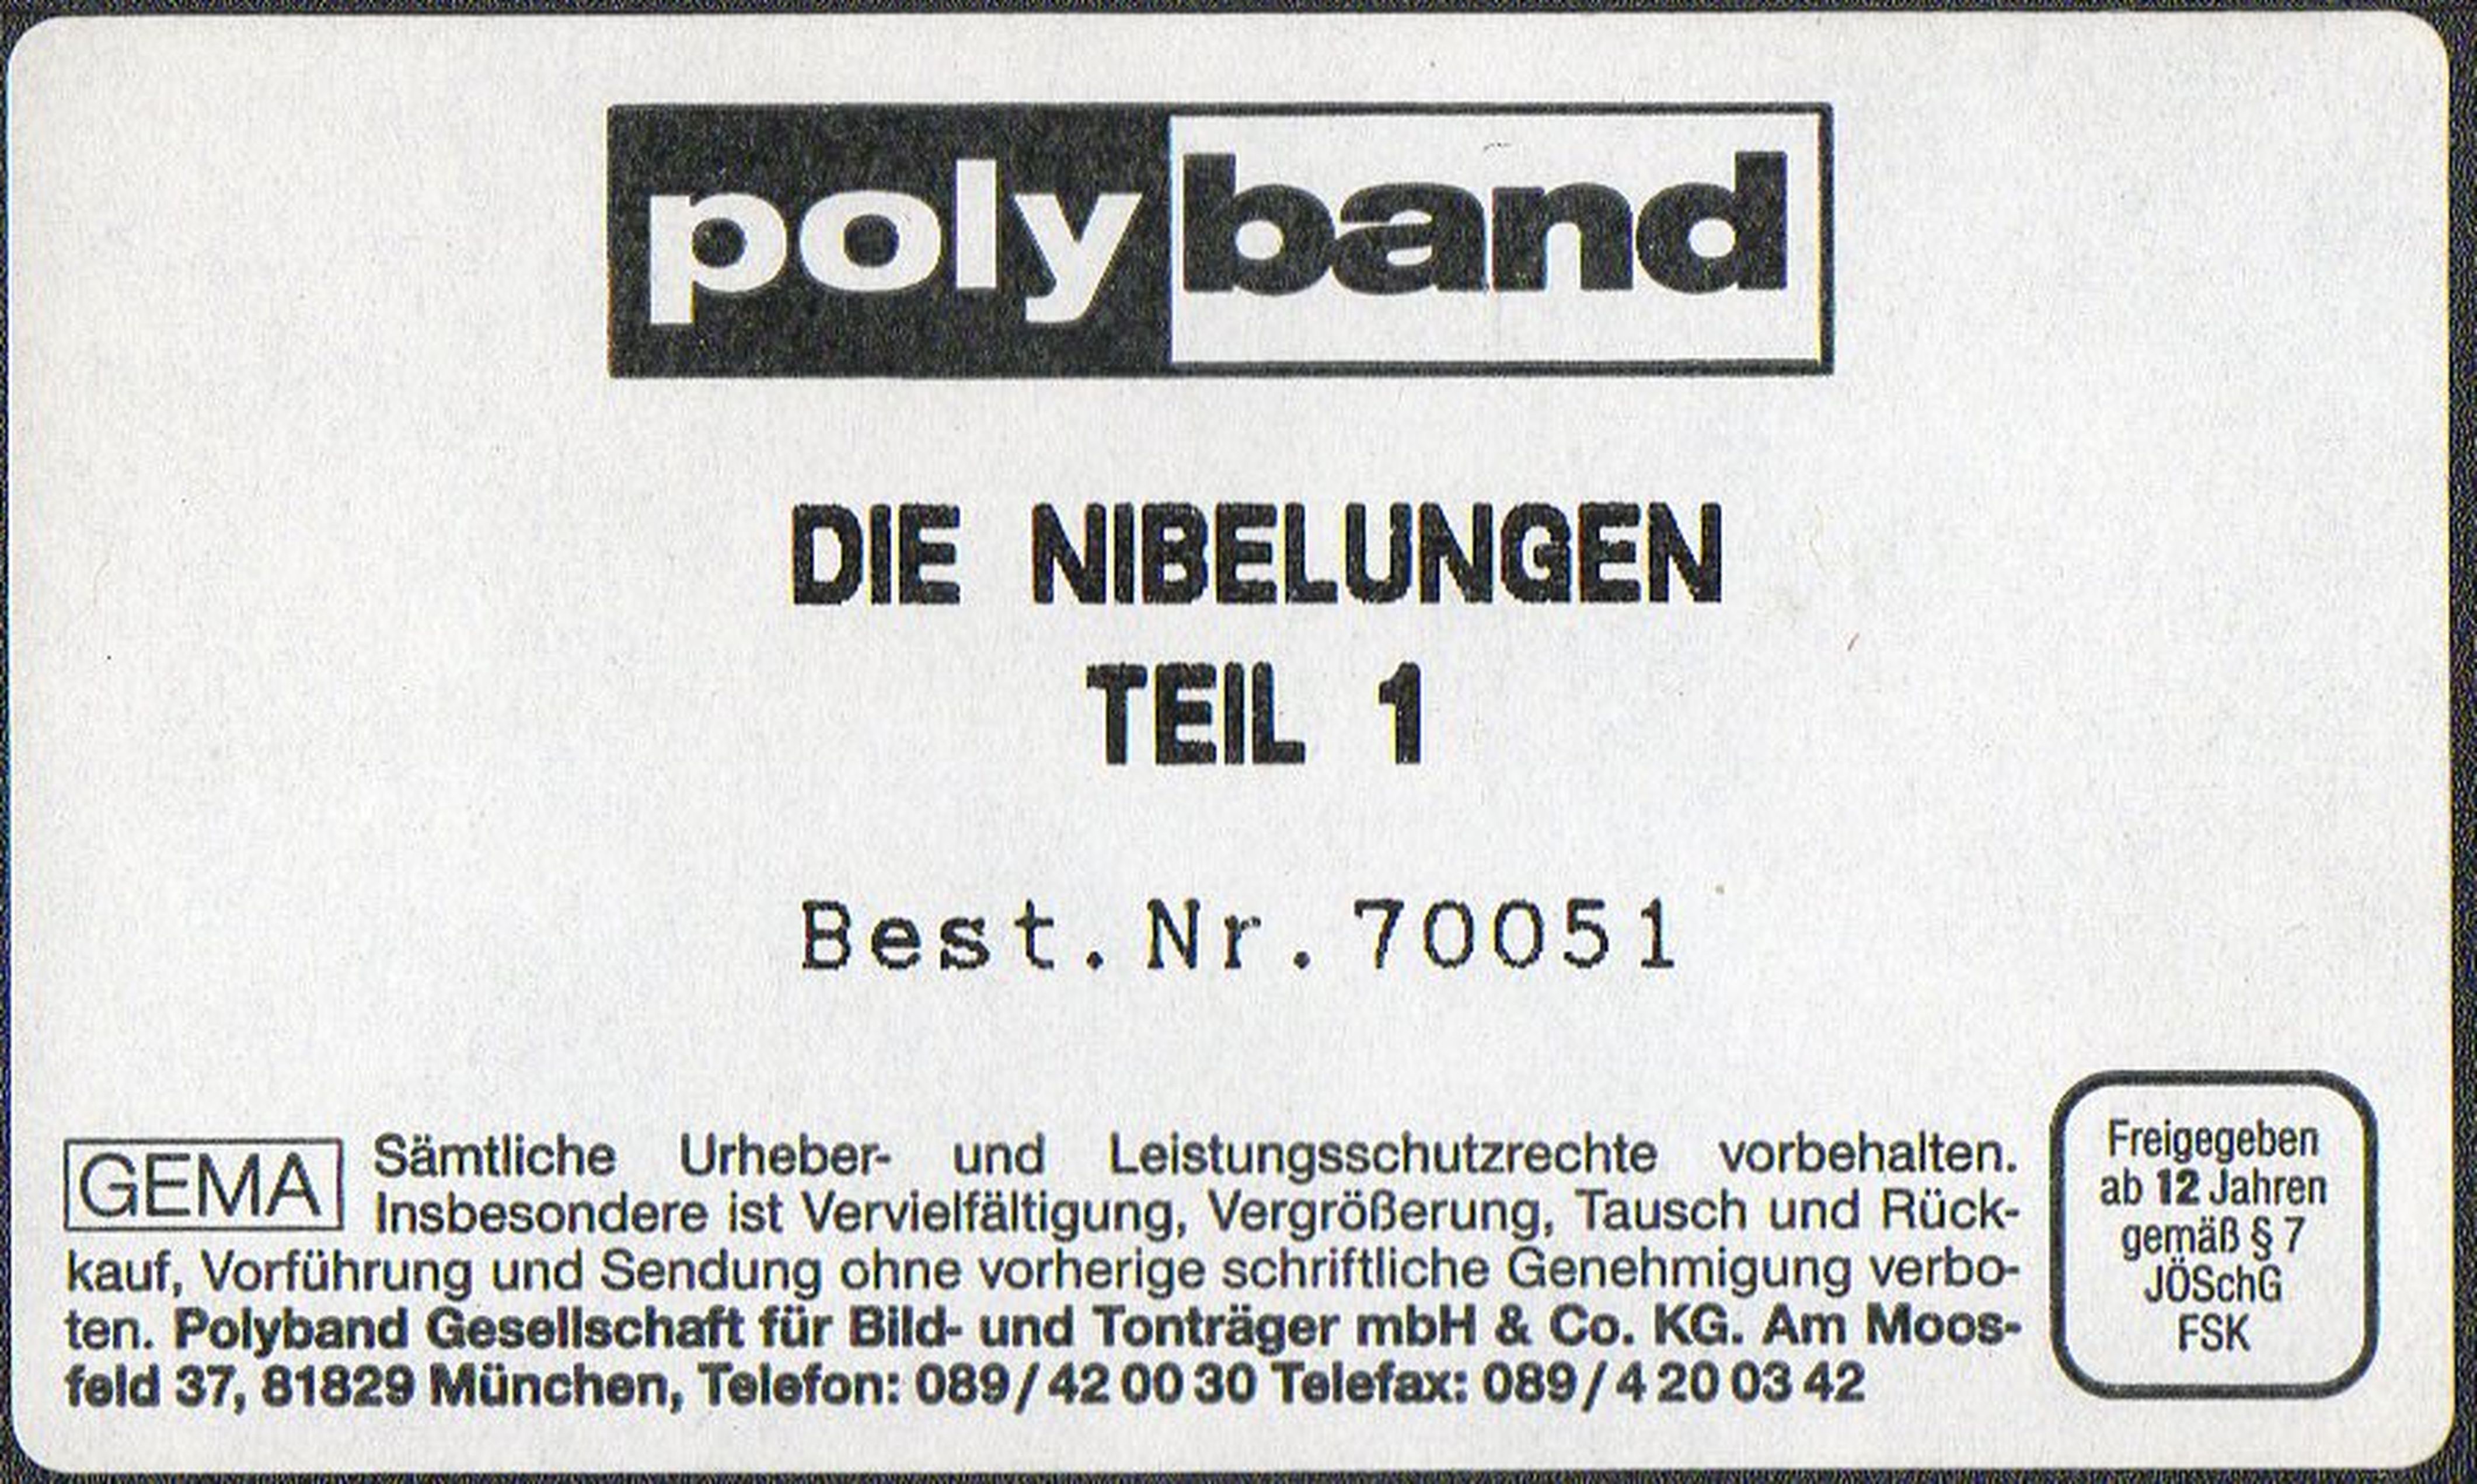 polyband
DIE NIBELUNGEN
TEIL 1
Best.Nr.70051
GEMA
Sämtliche Urheber- und Leistungsschutzrechte vorbehalten.
Insbesondere ist Vervielfältigung, Vergrößerung, Tausch und Rück-
kauf, Vorführung und Sendung ohne vorherige schriftliche Genehmigung verbo-
ten. Polyband Gesellschaft für Bild- und Tonträger mbH & Co. KG. Am Moos-
feld 37, 81829 München, Telefon: 089/42 00 30 Telefax: 089/4 20 03 42
Freigegeben
ab 12 Jahren
gemäß § 7
JÖSchG
FSK